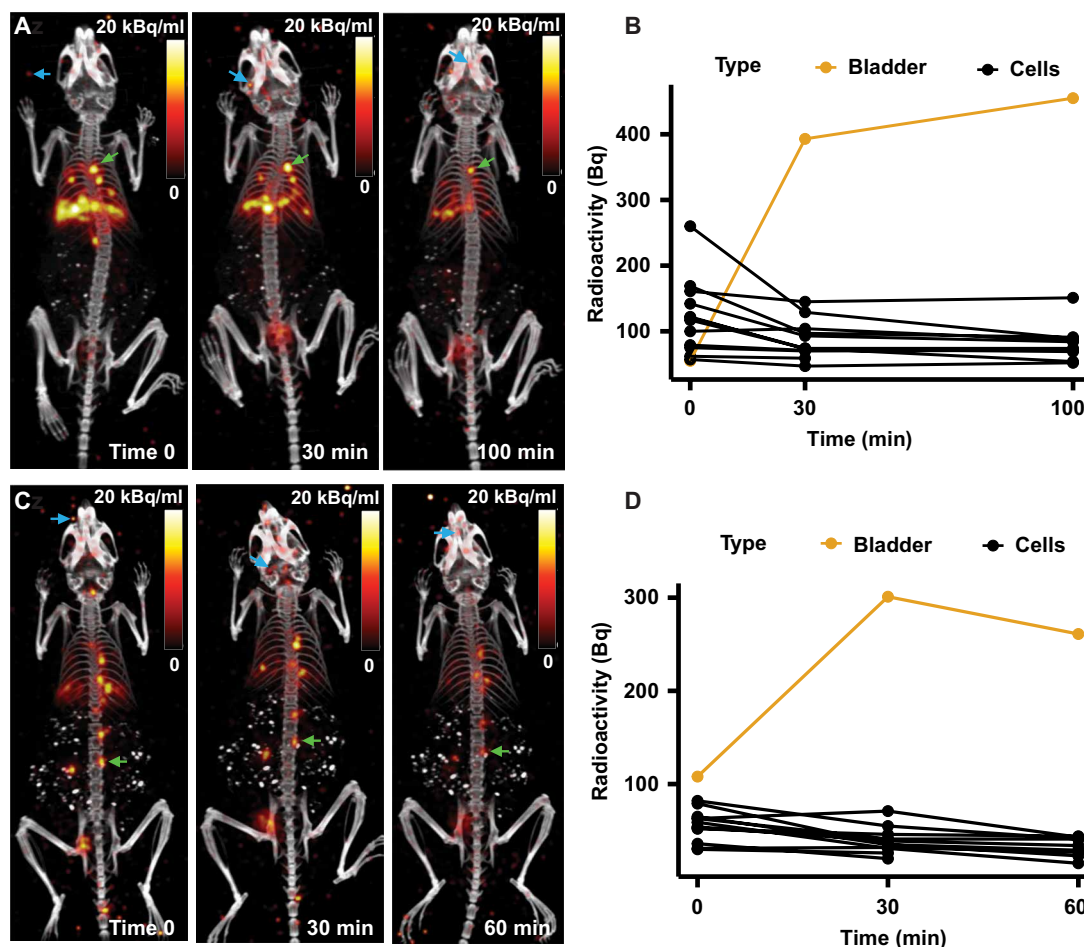 A
20 kBq/ml
20 kBq/ml
20 kBq/ml
0
0
0
Time 0
30 min
100 min
B
Type
Bladder
Cells
Radioactivity (Bq)
400
300
200
100
0
30
100
Time (min)
C
20 kBq/ml
20 kBq/ml
20 kBq/ml
0
0
0
Time 0
30 min
60 min
D
Type
Bladder
Cells
Radioactivity (Bq)
300
200
100
0
30
60
Time (min)